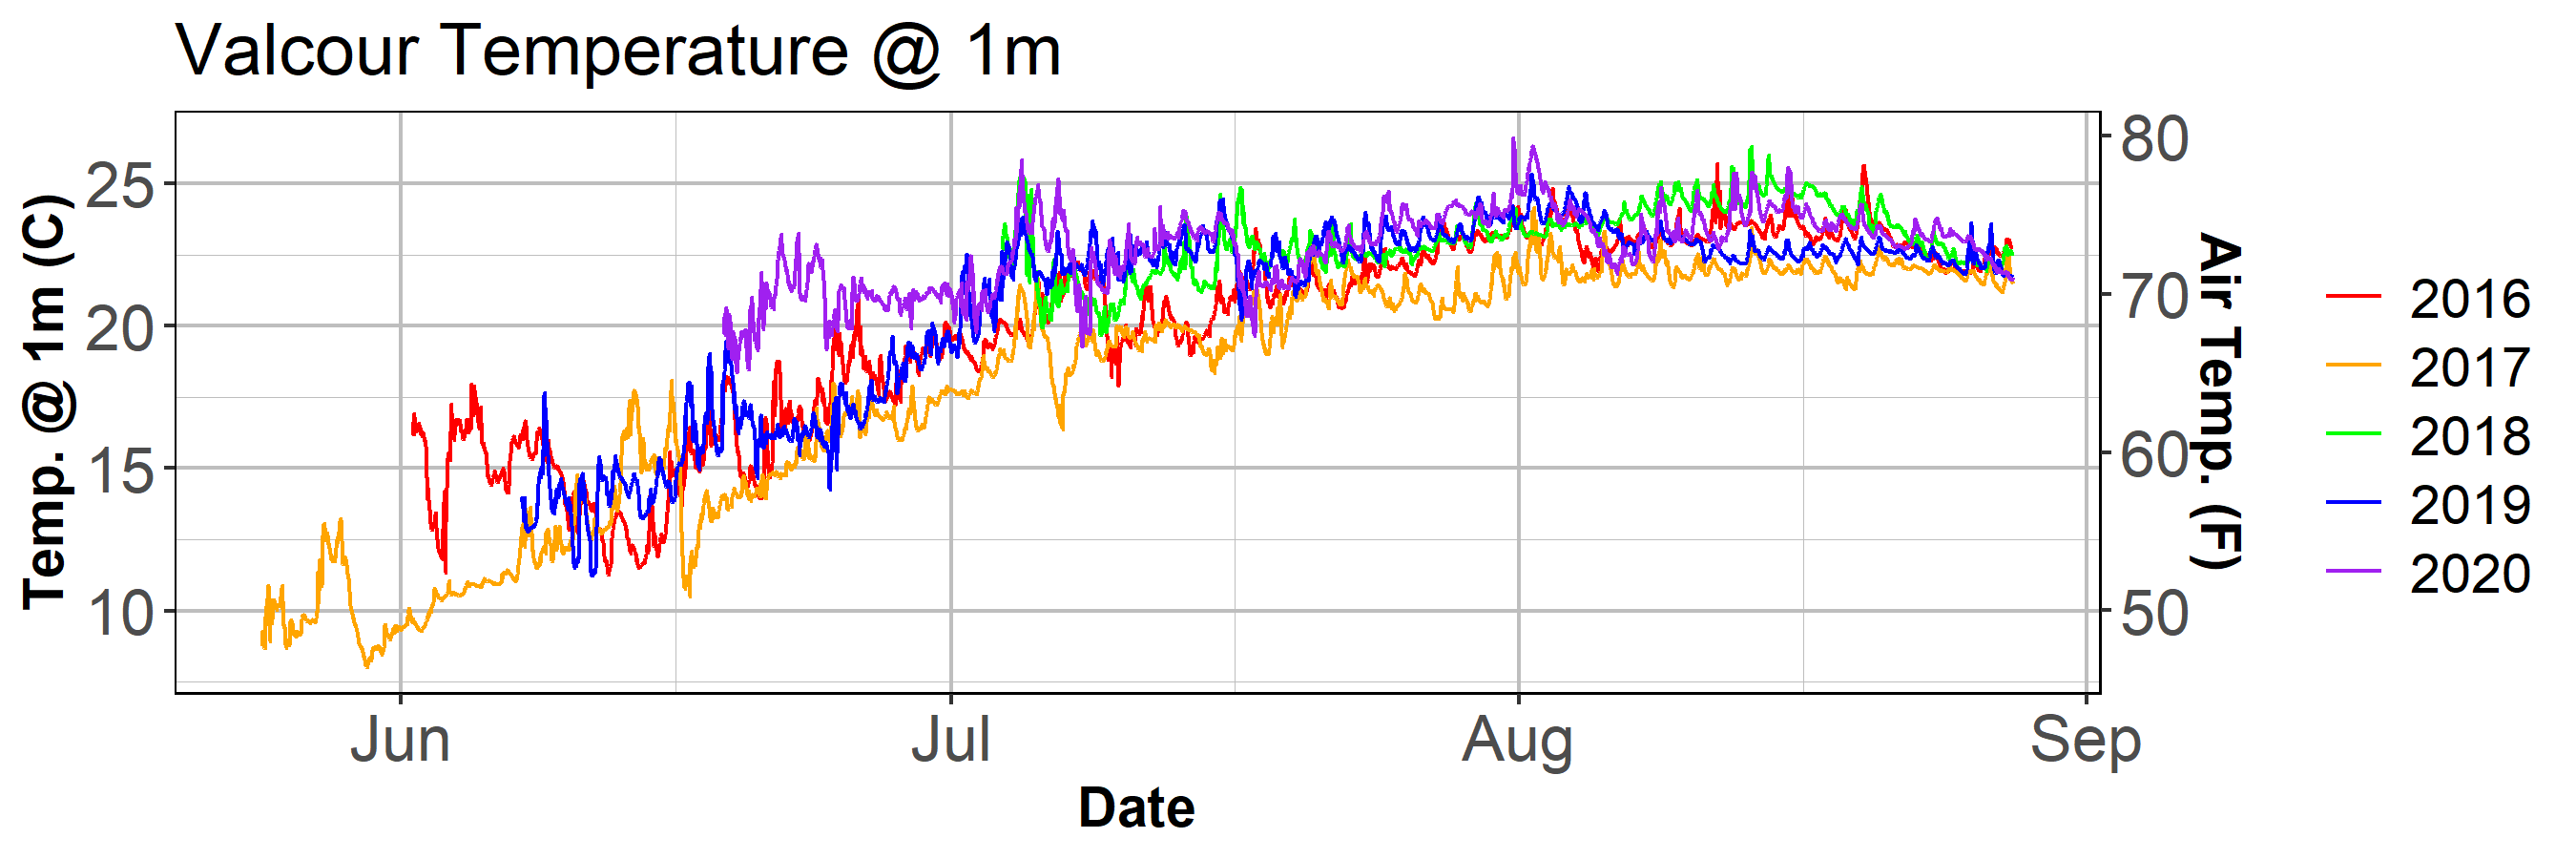 Valcour Temperature @ 1m
Temp. @ 1m (C)
25
20
15
10
80
70
60
50
Air Temp. (F)
Jun
Jul
Aug
Sep
Date
2016
2017
2018
2019
2020